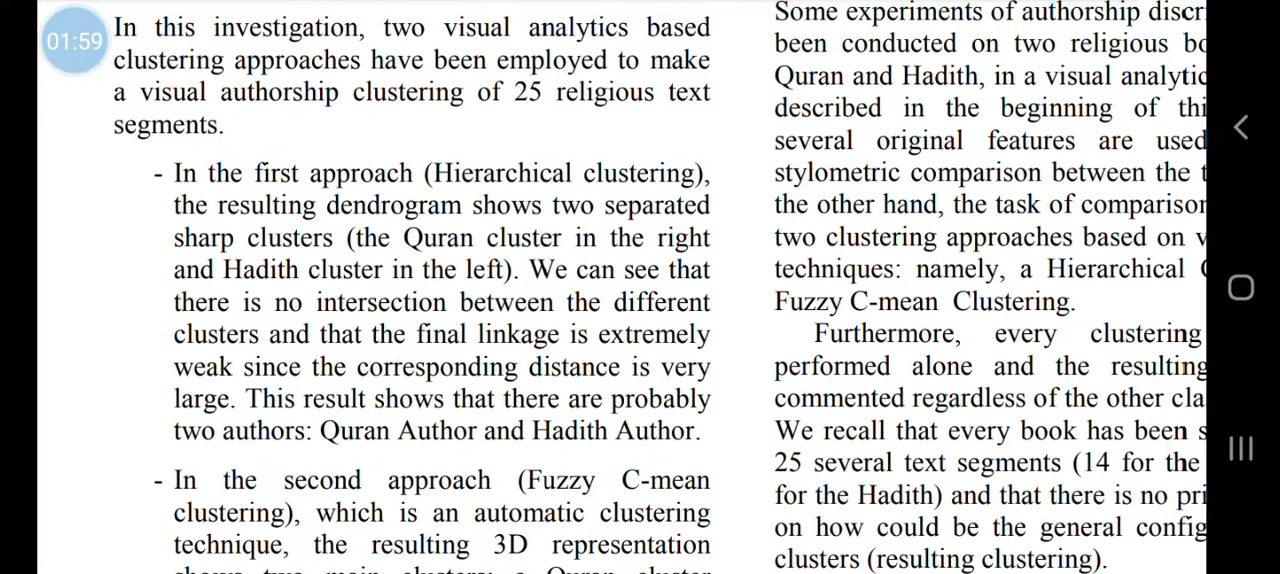 01:59
In this investigation, two visual analytics based
clustering approaches have been employed to make
a visual authorship clustering of 25 religious text
segments.
- In the first approach (Hierarchical clustering),
the resulting dendrogram shows two separated
sharp clusters (the Quran cluster in the right
and Hadith cluster in the left). We can see that
there is no intersection between the different
clusters and that the final linkage is extremely
weak since the corresponding distance is very
large. This result shows that there are probably
two authors: Quran Author and Hadith Author.
- In the second approach (Fuzzy C-mean
clustering), which is an automatic clustering
technique, the resulting 3D representation
Some experiments of authorship
been conducted on two religious
Quran and Hadith, in a visual
described in the beginning of
several original features are used
stylometric comparison between the
the other hand, the task of
two clustering approaches based on
techniques: namely, a Hierarchical
Fuzzy C-mean Clustering.
Furthermore, every clustering
performed alone and the resulting
commented regardless of the other
We recall that every book has been
25 several text segments (14 for the
for the Hadith) and that there is no
on how could be the general
clusters (resulting clustering).